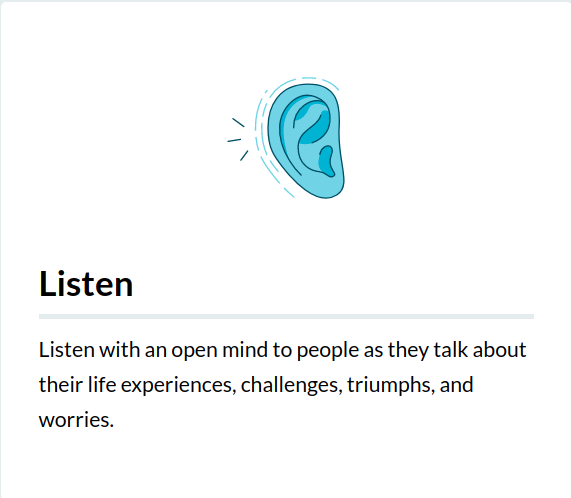 Listen
Listen with an open mind to people as they talk about
their life experiences, challenges, triumphs, and
worries.